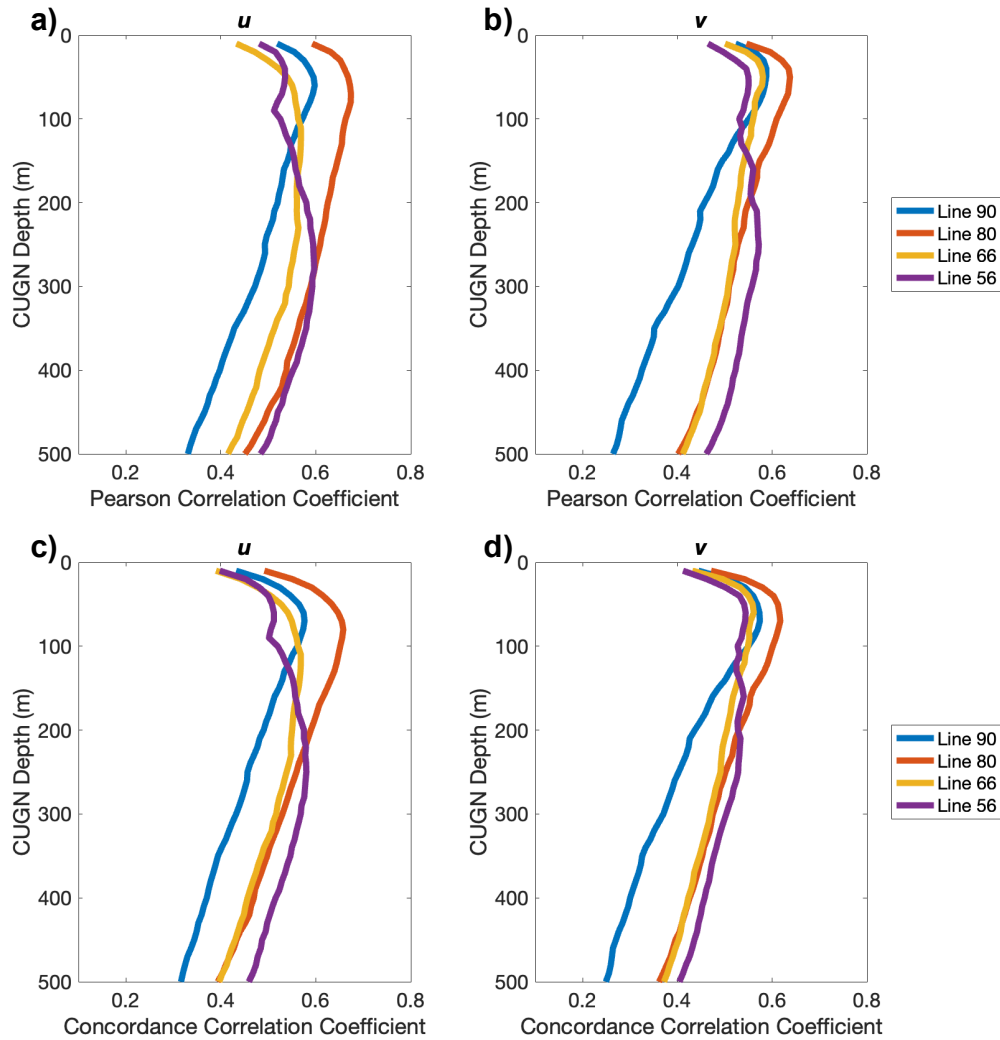 a)
u
0
100
200
300
400
500
CUGN Depth (m)
0.2 0.4 0.6 0.8
Pearson Correlation Coefficient
b)
v
0
100
200
300
400
500
CUGN Depth (m)
0.2 0.4 0.6 0.8
Pearson Correlation Coefficient
Line 90
Line 80
Line 66
Line 56
c)
u
0
100
200
300
400
500
CUGN Depth (m)
0.2 0.4 0.6 0.8
Concordance Correlation Coefficient
d)
v
0
100
200
300
400
500
CUGN Depth (m)
0.2 0.4 0.6 0.8
Concordance Correlation Coefficient
Line 90
Line 80
Line 66
Line 56